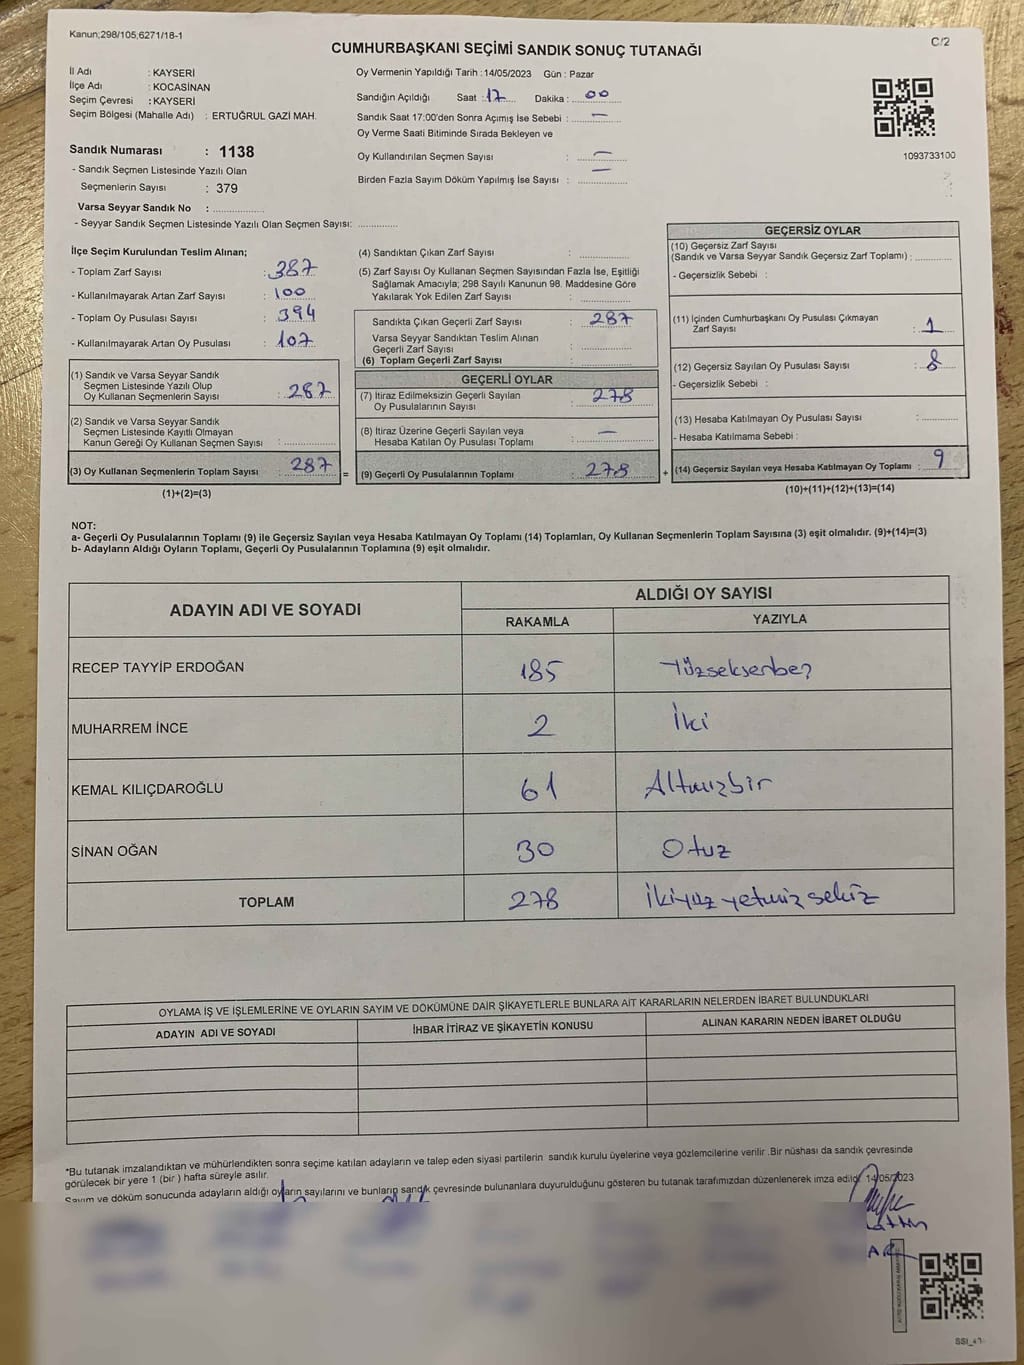 Kanun;298/105;6271/18-1
C/2
CUMHURBAŞKANI SEÇİMİ SANDIK SONUÇ TUTANAĞI
İl Adı : KAYSERİ
İlçe Adı : KOCASİNAN
Seçim Çevresi : KAYSERİ
Seçim Bölgesi (Mahalle Adı) : ERTUĞRUL GAZİ MAH.
Sandık Numarası : 1138
- Sandık Seçmen Listesinde Yazılı Olan
Seçmenlerin Sayısı : 379
Varsa Seyyar Sandık No :
- Seyyar Sandık Seçmen Listesinde Yazılı Olan Seçmen Sayısı:
Oy Vermenin Yapıldığı Tarih : 14/05/2023 Gün : Pazar
Sandığın Açıldığı Saat : 17 Dakika : 00
Sandık Saat 17:00'den Sonra Açımış İse Sebebi : —
Oy Verme Saati Bitiminde Sırada Bekleyen ve
Oy Kullandırılan Seçmen Sayısı : —
Birden Fazla Sayım Döküm Yapılmış İse Sayısı : —
1093733100
İlçe Seçim Kurulundan Teslim Alınan;
- Toplam Zarf Sayısı : 387
- Kullanılmayarak Artan Zarf Sayısı : 100
- Toplam Oy Pusulası Sayısı : 394
- Kullanılmayarak Artan Oy Pusulası : 107
(1) Sandık ve Varsa Seyyar Sandık
Seçmen Listesinde Yazılı Olup
Oy Kullanan Seçmenlerin Sayısı : 287
(2) Sandık ve Varsa Seyyar Sandık
Seçmen Listesinde Kayıtlı Olmayan
Kanun Gereği Oy Kullanan Seçmen Sayısı :
(3) Oy Kullanan Seçmenlerin Toplam Sayısı : 287 =
(1)+(2)=(3)
(4) Sandıktan Çıkan Zarf Sayısı :
(5) Zarf Sayısı Oy Kullanan Seçmen Sayısından Fazla İse, Eşitliği
Sağlamak Amacıyla; 298 Sayılı Kanunun 98. Maddesine Göre
Yakılarak Yok Edilen Zarf Sayısı :
Sandıkta Çıkan Geçerli Zarf Sayısı : 287
Varsa Seyyar Sandıktan Teslim Alınan
Geçerli Zarf Sayısı :
(6) Toplam Geçerli Zarf Sayısı :
GEÇERLİ OYLAR
(7) İtiraz Edilmeksizin Geçerli Sayılan
Oy Pusulalarının Sayısı : 278
(8) İtiraz Üzerine Geçerli Sayılan veya
Hesaba Katılan Oy Pusulası Toplamı : —
(9) Geçerli Oy Pusulalarının Toplamı : 278 +
GEÇERSİZ OYLAR
(10) Geçersiz Zarf Sayısı
(Sandık ve Varsa Seyyar Sandık Geçersiz Zarf Toplamı) :
- Geçersizlik Sebebi :
(11) İçinden Cumhurbaşkanı Oy Pusulası Çıkmayan
Zarf Sayısı : 1
(12) Geçersiz Sayılan Oy Pusulası Sayısı : 8
- Geçersizlik Sebebi :
(13) Hesaba Katılmayan Oy Pusulası Sayısı :
- Hesaba Katılmama Sebebi :
(14) Geçersiz Sayılan veya Hesaba Katılmayan Oy Toplamı : 9
(10)+(11)+(12)+(13)=(14)
NOT:
a- Geçerli Oy Pusulalarının Toplamı (9) ile Geçersiz Sayılan veya Hesaba Katılmayan Oy Toplamı (14) Toplamları, Oy Kullanan Seçmenlerin Toplam Sayısına (3) eşit olmalıdır. (9)+(14)=(3)
b- Adayların Aldığı Oyların Toplamı, Geçerli Oy Pusulalarının Toplamına (9) eşit olmalıdır.
ADAYIN ADI VE SOYADI
ALDIĞI OY SAYISI
RAKAMLA YAZIYLA
RECEP TAYYİP ERDOĞAN 185 Yüzseksenbeş
MUHARREM İNCE 2 İki
KEMAL KILIÇDAROĞLU 61 Altmışbir
SİNAN OĞAN 30 Otuz
TOPLAM 278 İkiyüz yetmiş sekiz
OYLAMA İŞ VE İŞLEMLERİNE VE OYLARIN SAYIM VE DÖKÜMÜNE DAİR ŞİKAYETLERLE BUNLARA AİT KARARLARIN NELERDEN İBARET BULUNDUKLARI
ADAYIN ADI VE SOYADI İHBAR İTİRAZ VE ŞİKAYETİN KONUSU ALINAN KARARIN NEDEN İBARET OLDUĞU
*Bu tutanak imzalandıktan ve mühürlendikten sonra seçime katılan adayların ve talep eden siyasi partilerin sandık kurulu üyelerine veya gözlemcilerine verilir .Bir nüshası da sandık çevresinde
görülecek bir yere 1 (bir ) hafta süreyle asılır.
Sayım ve döküm sonucunda adayların aldığı oyların sayılarını ve bunların sandık çevresinde bulunanlara duyurulduğunu gösteren bu tutanak tarafımızdan düzenlenerek imza edildi 14/05/2023